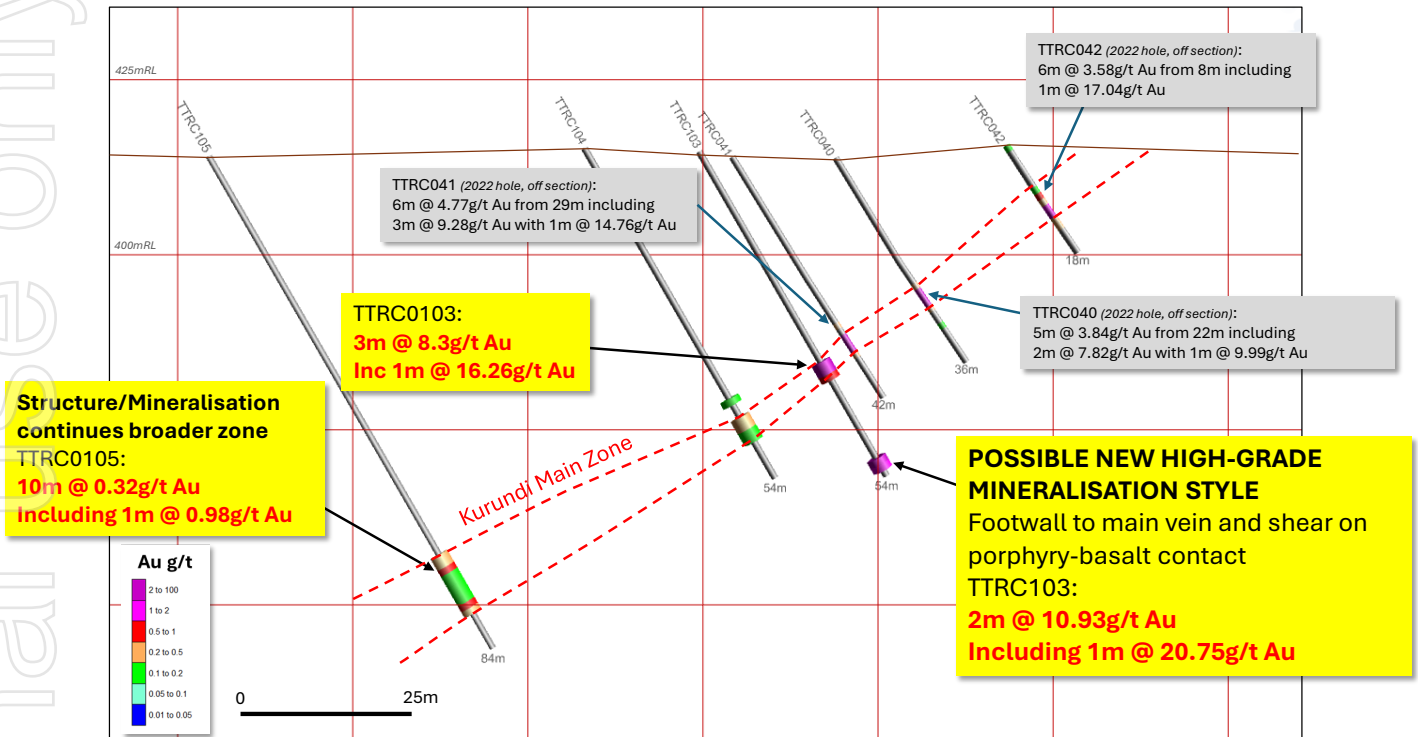 425mRL
400mRL
TTRC105
TTRC104
TTRC103
TTRC041
TTRC040
TTRC042
TTRC042 (2022 hole, off section):
6m @ 3.58g/t Au from 8m including
1m @ 17.04g/t Au
TTRC041 (2022 hole, off section):
6m @ 4.77g/t Au from 29m including
3m @ 9.28g/t Au with 1m @ 14.76g/t Au
18m
TTRC0103:
3m @ 8.3g/t Au
Inc 1m @ 16.26g/t Au
TTRC040 (2022 hole, off section):
5m @ 3.84g/t Au from 22m including
2m @ 7.82g/t Au with 1m @ 9.99g/t Au
36m
42m
Structure/Mineralisation
continues broader zone
TTRC0105:
10m @ 0.32g/t Au
Including 1m @ 0.98g/t Au
Kurundi Main Zone
54m
54m
POSSIBLE NEW HIGH-GRADE
MINERALISATION STYLE
Footwall to main vein and shear on
porphyry-basalt contact
TTRC103:
2m @ 10.93g/t Au
Including 1m @ 20.75g/t Au
84m
Au g/t
2 to 100
1 to 2
0.5 to 1
0.2 to 0.5
0.1 to 0.2
0.05 to 0.1
0.01 to 0.05
0
25m